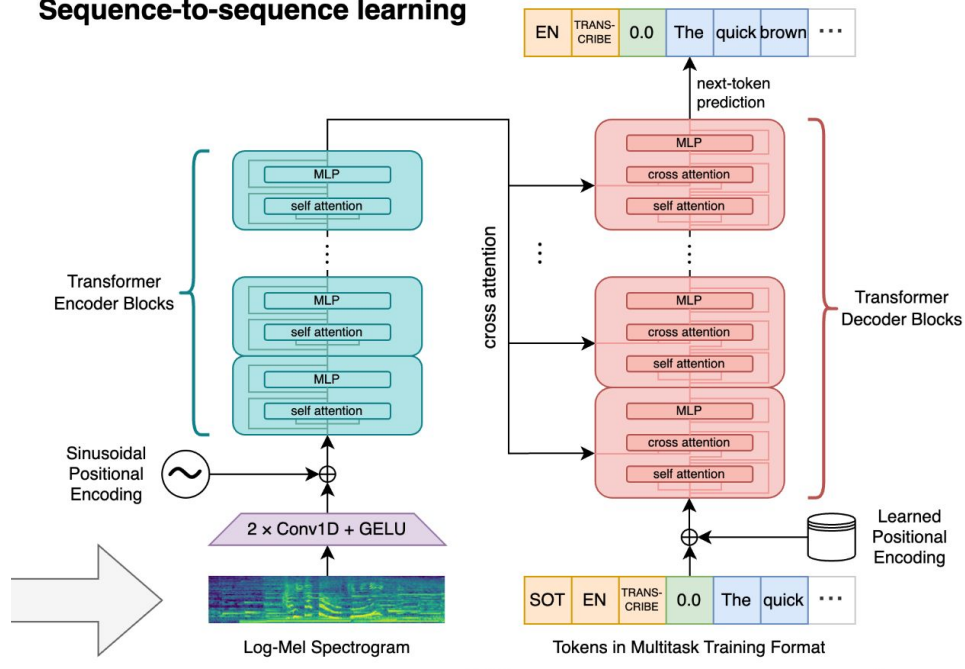 Sequence-to-sequence learning
EN TRANS-CRIBE 0.0 The quick brown ...
next-token
prediction
MLP
cross attention
self attention
MLP
self attention
...
...
...
Transformer
Encoder Blocks
cross attention
Transformer
Decoder Blocks
MLP
self attention
MLP
self attention
MLP
cross attention
self attention
MLP
cross attention
self attention
Sinusoidal
Positional
Encoding
2 × Conv1D + GELU
Learned
Positional
Encoding
SOT EN TRANS-CRIBE 0.0 The quick ...
Log-Mel Spectrogram
Tokens in Multitask Training Format